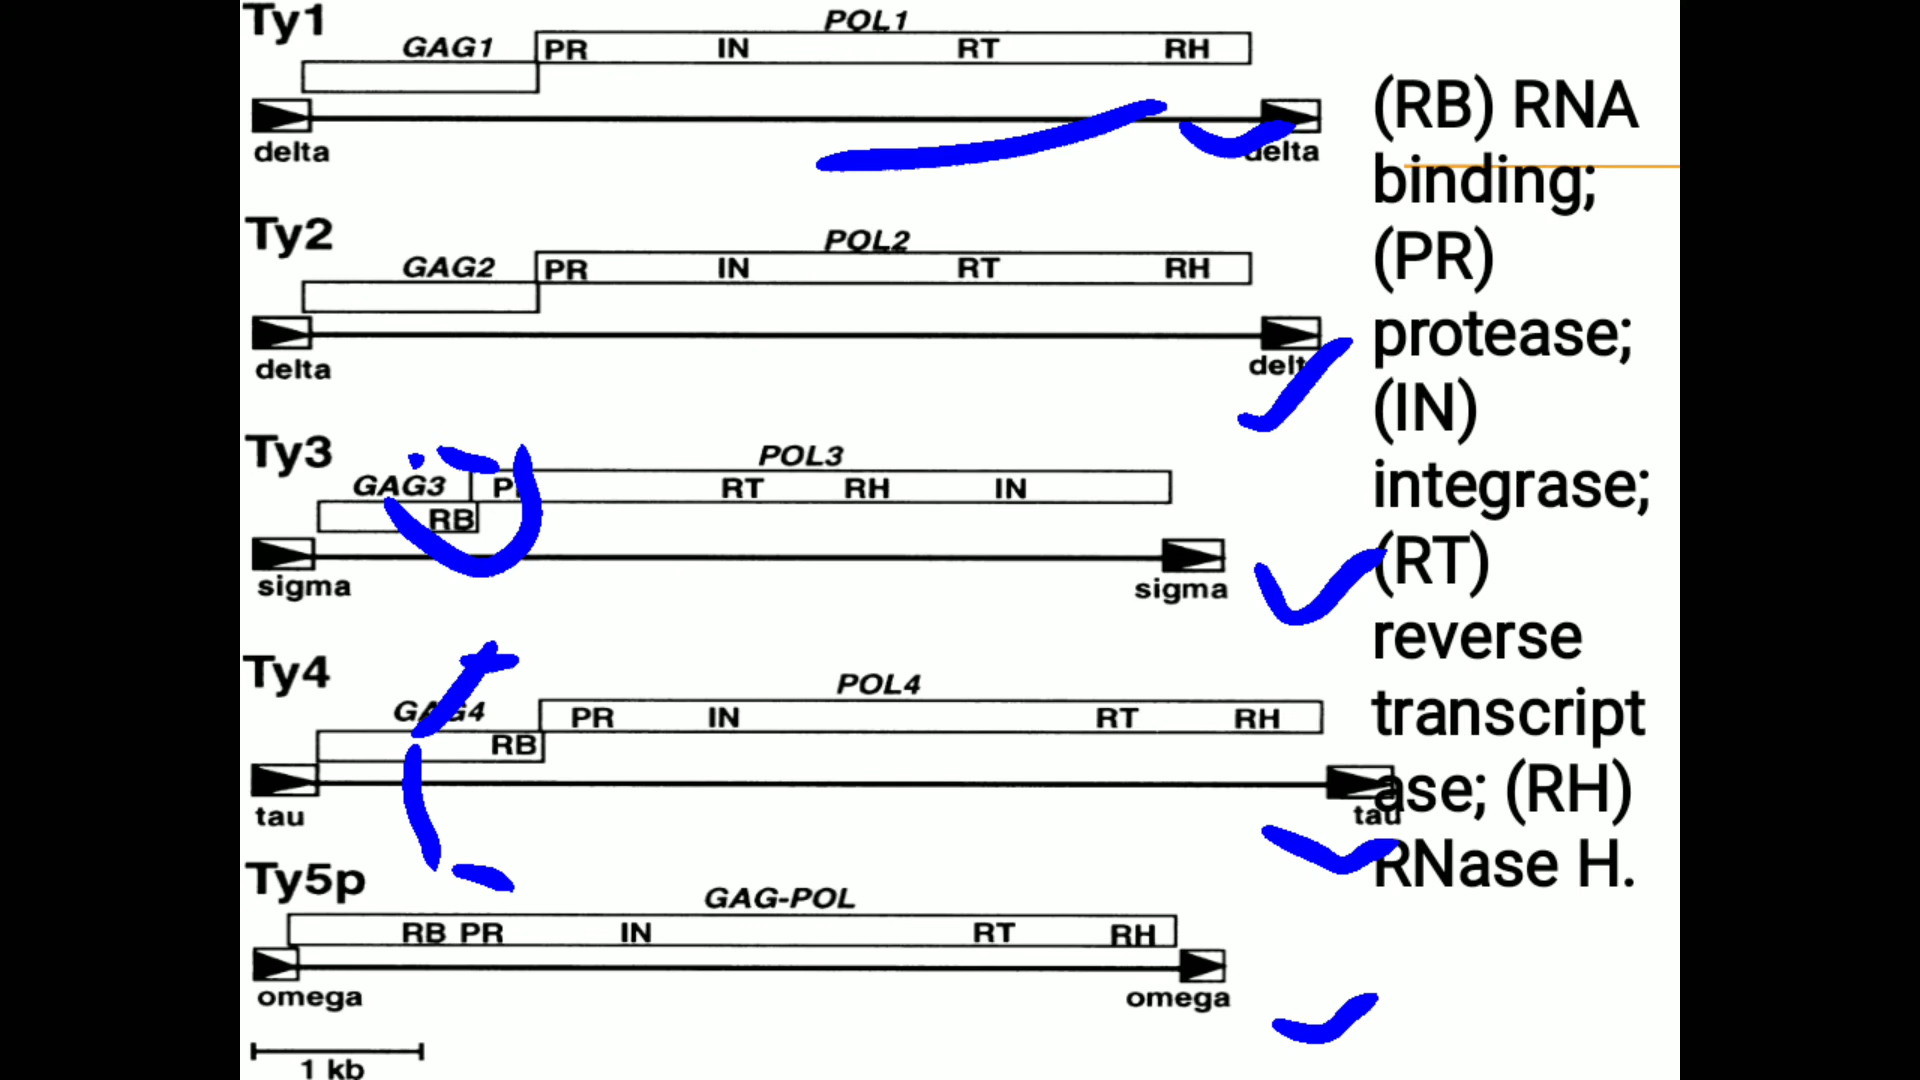 Ty1
POL1
GAG1
PR IN RT RH
delta delta
Ty2
POL2
GAG2
PR IN RT RH
delta
Ty3
POL3
GAG3
RT RH IN
RB
sigma sigma
Ty4
POL4
GAG4
PR IN RT RH
RB
tau tau
Ty5p
GAG-POL
RB PR IN RT RH
omega omega
1 kb
(RB) RNA
binding;
(PR)
protease;
(IN)
integrase;
(RT)
reverse
transcript
ase; (RH)
RNase H.